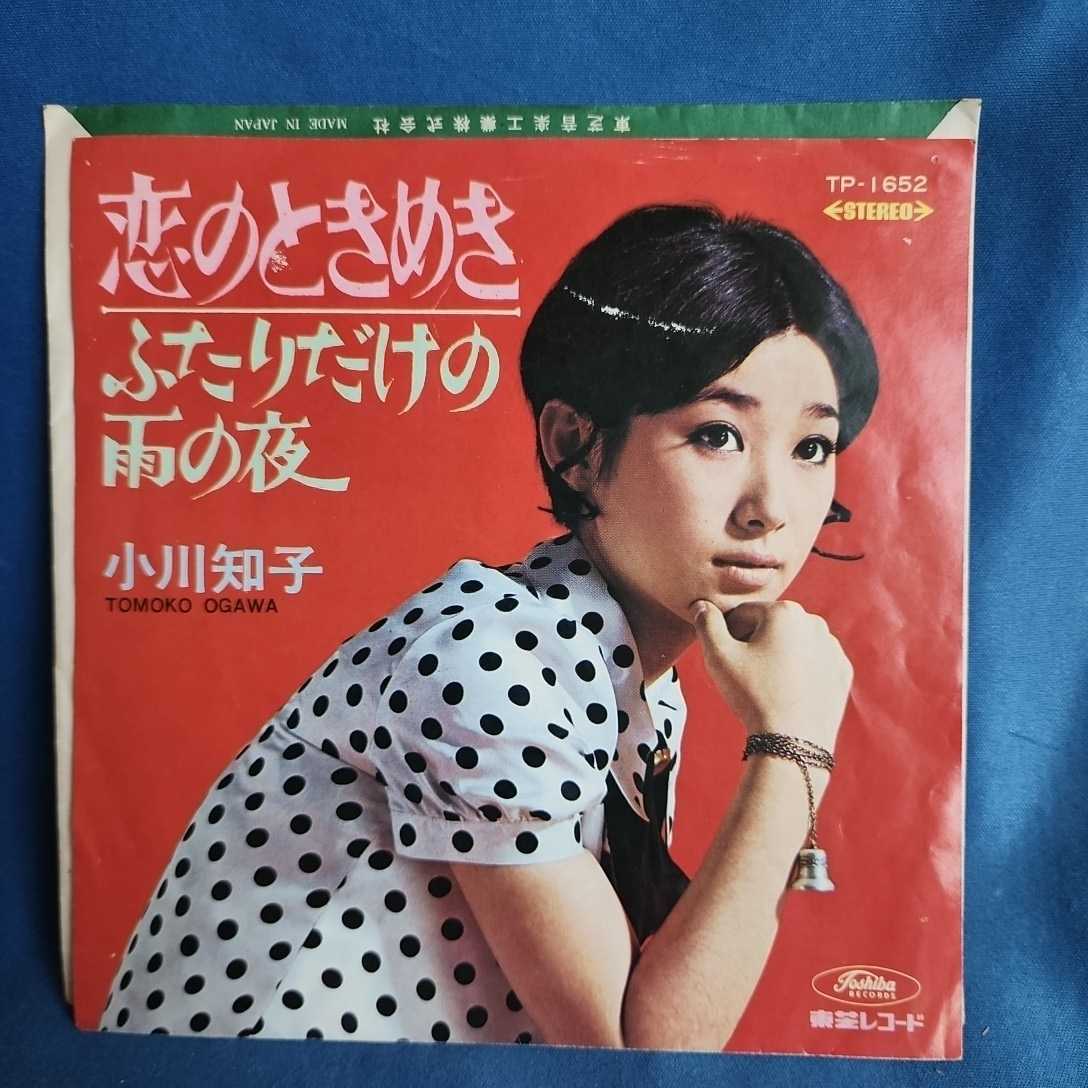 東芝音楽工業株式会社 MADE IN JAPAN
TP-1652
STEREO
恋のときめき
ふたりだけの
雨の夜
小川知子
TOMOKO OGAWA
Toshiba
RECORDS
東芝レコード